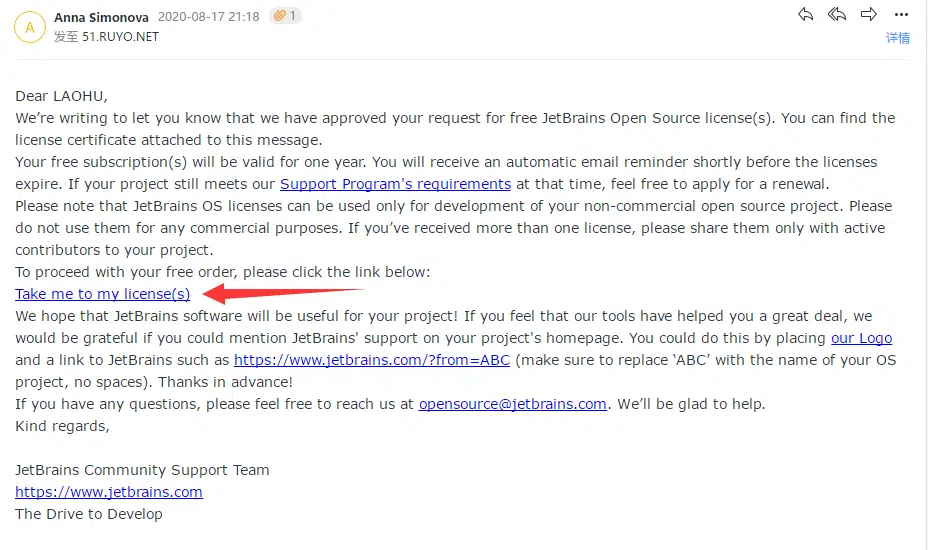 A
Anna Simonova 2020-08-17 21:18 1
发至 51.RUYO.NET
详情
Dear LAOHU,
We’re writing to let you know that we have approved your request for free JetBrains Open Source license(s). You can find the
license certificate attached to this message.
Your free subscription(s) will be valid for one year. You will receive an automatic email reminder shortly before the licenses
expire. If your project still meets our Support Program's requirements at that time, feel free to apply for a renewal.
Please note that JetBrains OS licenses can be used only for development of your non-commercial open source project. Please
do not use them for any commercial purposes. If you’ve received more than one license, please share them only with active
contributors to your project.
To proceed with your free order, please click the link below:
Take me to my license(s)
We hope that JetBrains software will be useful for your project! If you feel that our tools have helped you a great deal, we
would be grateful if you could mention JetBrains' support on your project's homepage. You could do this by placing our Logo
and a link to JetBrains such as https://www.jetbrains.com/?from=ABC (make sure to replace ‘ABC’ with the name of your OS
project, no spaces). Thanks in advance!
If you have any questions, please feel free to reach us at opensource@jetbrains.com. We’ll be glad to help.
Kind regards,
JetBrains Community Support Team
https://www.jetbrains.com
The Drive to Develop